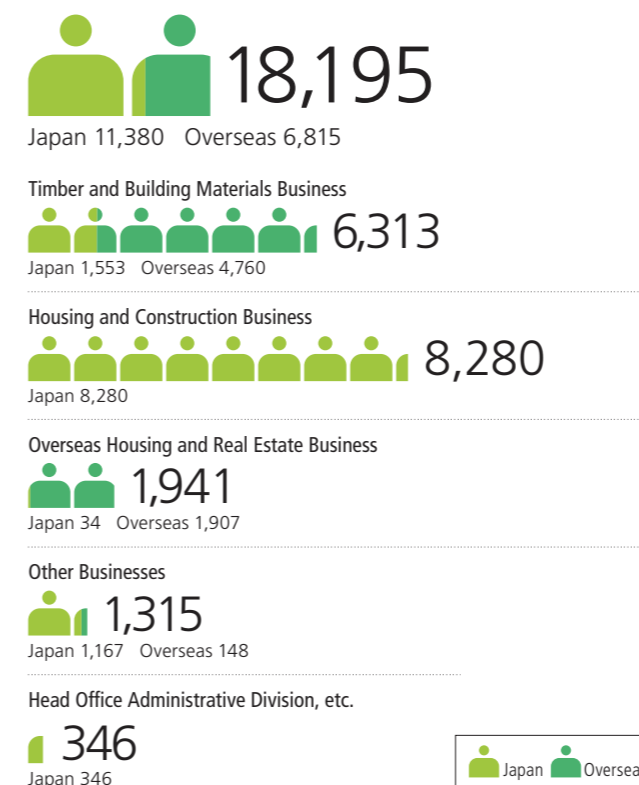 18,195
Japan 11,380 Overseas 6,815
Timber and Building Materials Business
6,313
Japan 1,553 Overseas 4,760
Housing and Construction Business
8,280
Japan 8,280
Overseas Housing and Real Estate Business
1,941
Japan 34 Overseas 1,907
Other Businesses
1,315
Japan 1,167 Overseas 148
Head Office Administrative Division, etc.
346
Japan 346
Japan Oversea